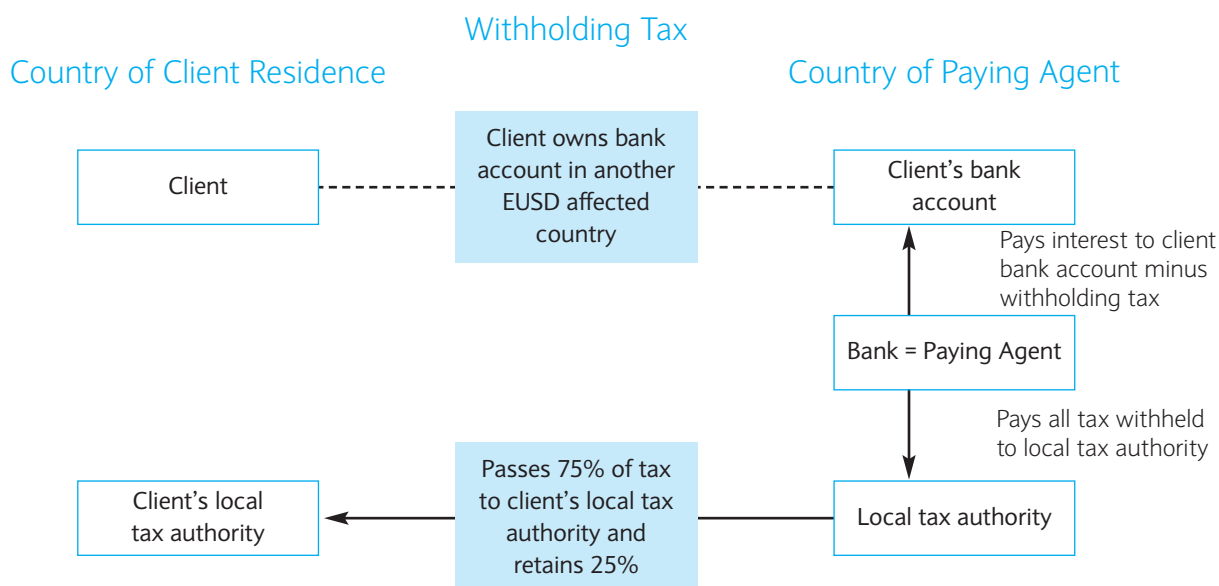 Withholding Tax
Country of Client Residence
Country of Paying Agent
Client
Client owns bank
account in another
EUSD affected
country
Client's bank
account
Pays interest to client
bank account minus
withholding tax
Bank = Paying Agent
Pays all tax withheld
to local tax authority
Client's local
tax authority
Passes 75% of tax
to client's local tax
authority and
retains 25%
Local tax authority